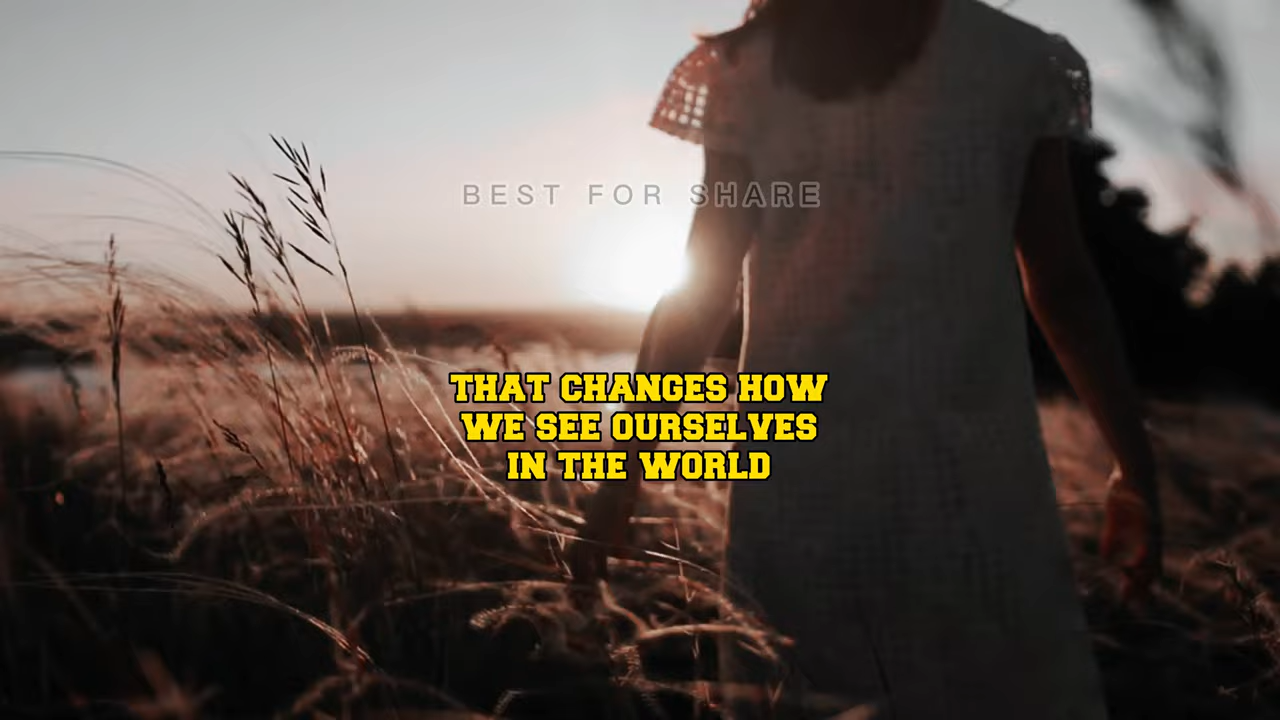 BEST FOR SHARE
THAT CHANGES HOW
WE SEE OURSELVES
IN THE WORLD